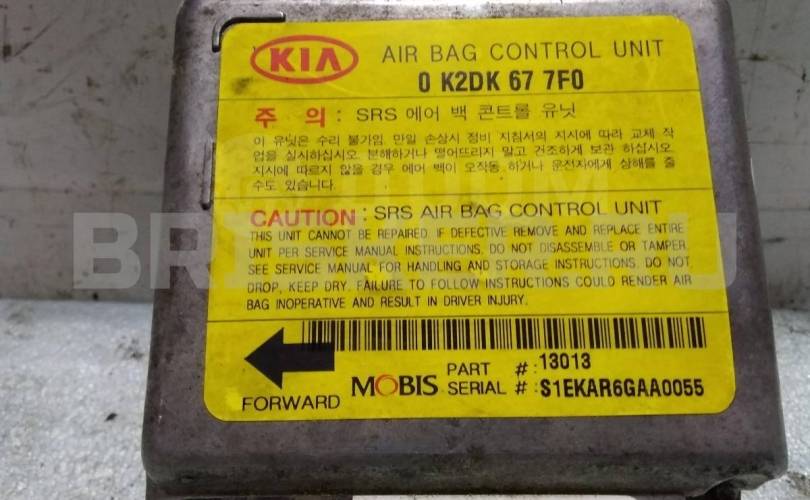 KIA AIR BAG CONTROL UNIT
0 K2DK 67 7F0
주 의 : SRS 에어 백 콘트롤 유닛
이 유닛은 수리 불가임. 만일 손상시 정비 지침서의 지시에 따라 교체 작
업을 실시하십시오. 분해하거나 떨어뜨리지 말고 건조하게 보관 하십시오.
지시에 따르지 않을 경우 에어 백이 오작동 하거나 운전자에게 상해를 줄
수도 있습니다.
CAUTION : SRS AIR BAG CONTROL UNIT
THIS UNIT CANNOT BE REPAIRED. IF DEFECTIVE REMOVE AND REPLACE ENTIRE
UNIT PER SERVICE MANUAL INSTRUCTIONS. DO NOT DISASSEMBLE OR TAMPER.
SEE SERVICE MANUAL FOR HANDLING AND STORAGE INSTRUCTIONS. DO NOT
DROP, KEEP DRY. FAILURE TO FOLLOW INSTRUCTIONS COULD RENDER AIR
BAG INOPERATIVE AND RESULT IN DRIVER INJURY.
FORWARD
MOBIS
PART # : 13013
SERIAL # : S1EKAR6GAA0055